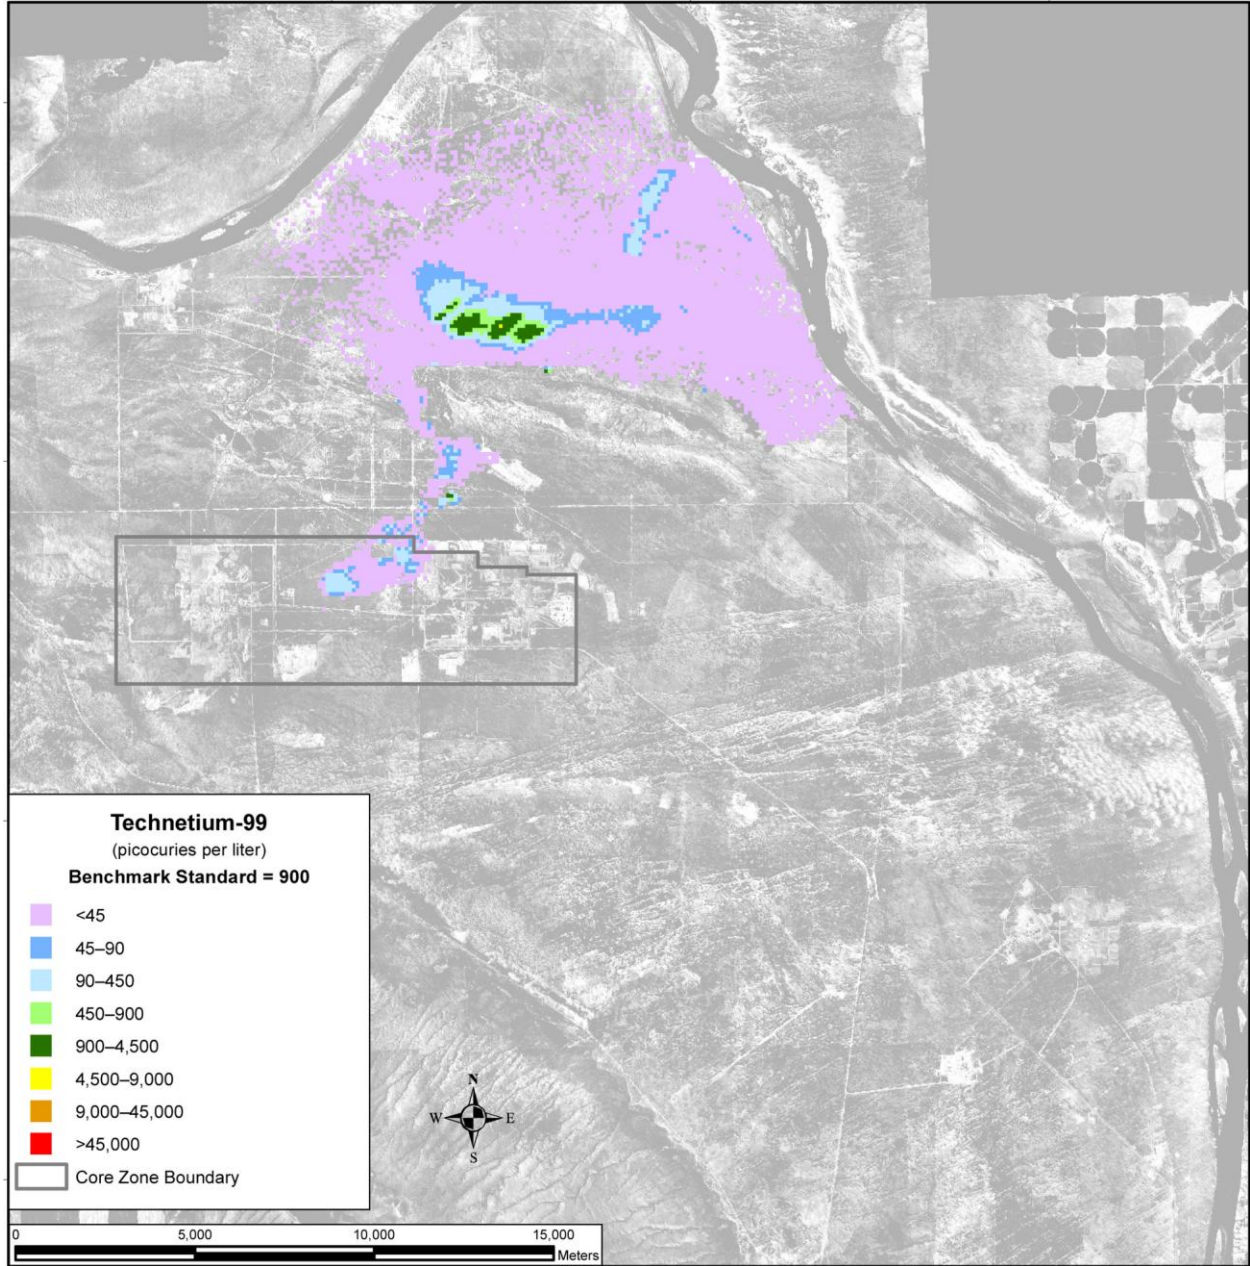 Technetium-99
(picocuries per liter)
Benchmark Standard = 900
<45
45–90
90–450
450–900
900–4,500
4,500–9,000
9,000–45,000
>45,000
Core Zone Boundary
N
W E
S
0 5,000 10,000 15,000
Meters